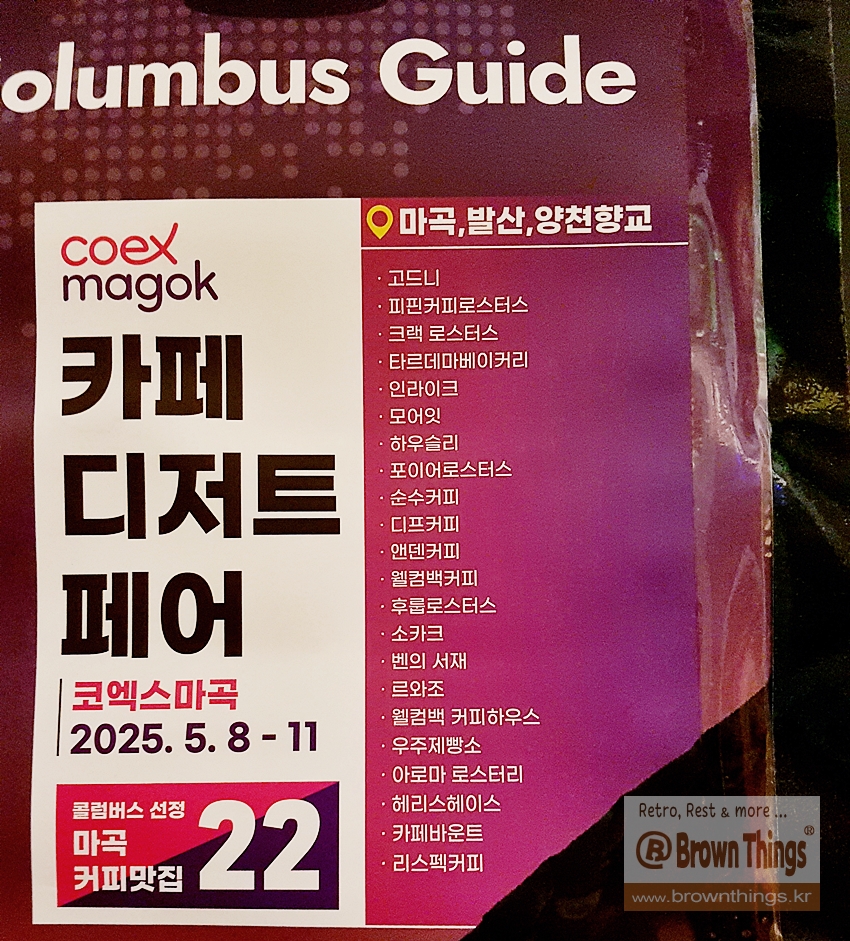 Columbus Guide
coex
magok
카페
디저트
페어
코엑스마곡
2025. 5. 8 - 11
콜럼버스 선정
마곡
커피맛집
22
마곡,발산,양천향교
· 고드니
· 피핀커피로스터스
· 크랙 로스터스
· 타르데마베이커리
· 인라이크
· 모어잇
· 하우슬리
· 포이어로스터스
· 순수커피
· 디프커피
· 앤덴커피
· 웰컴백커피
· 후룹로스터스
· 소카크
· 벤의 서재
· 르와조
· 웰컴백 커피하우스
· 우주제빵소
· 아로마 로스터리
· 헤리스헤이스
· 카페바운트
· 리스펙커피
Retro, Rest & more ...
@ Brown Things®
www.brownthings.kr